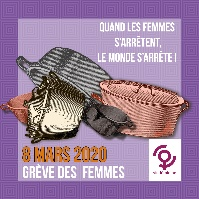 QUAND LES FEMMES
S'ARRÊTENT,
LE MONDE S'ARRÊTE !
8 MARS 2020
GRÈVE DES FEMMES